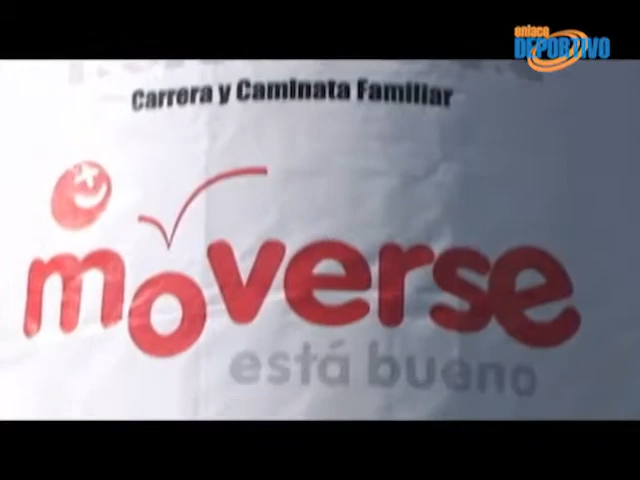 enlace
DEPORTIVO
Carrera y Caminata Familiar
moverse
está bueno